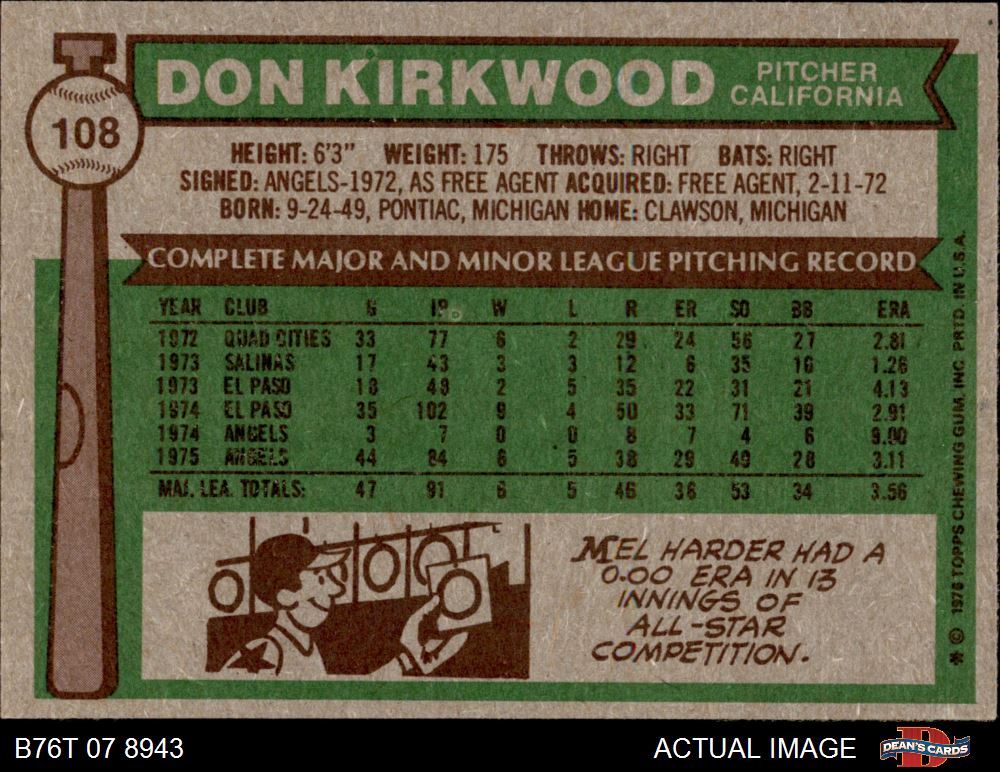 108
DON KIRKWOOD
PITCHER
CALIFORNIA
HEIGHT: 6'3" WEIGHT: 175 THROWS: RIGHT BATS: RIGHT
SIGNED: ANGELS-1972, AS FREE AGENT ACQUIRED: FREE AGENT, 2-11-72
BORN: 9-24-49, PONTIAC, MICHIGAN HOME: CLAWSON, MICHIGAN
COMPLETE MAJOR AND MINOR LEAGUE PITCHING RECORD
YEAR CLUB G IP W L R ER SO BB ERA
1972 QUAD CITIES 33 77 6 2 29 24 56 27 2.81
1973 SALINAS 17 43 3 3 12 6 35 16 1.26
1973 EL PASO 18 48 2 5 35 22 31 21 4.13
1974 EL PASO 35 102 9 4 50 33 71 39 2.91
1974 ANGELS 3 7 0 0 8 7 4 6 9.00
1975 ANGELS 44 84 6 5 38 29 49 28 3.11
MAJ. LEA. TOTALS: 47 91 6 5 46 36 53 34 3.56
MEL HARDER HAD A
0.00 ERA IN 13
INNINGS OF
ALL-STAR
COMPETITION.
* © 1976 TOPPS CHEWING GUM, INC. PRTD. IN U.S.A.
B76T 07 8943
ACTUAL IMAGE
D
DEAN'S CARDS